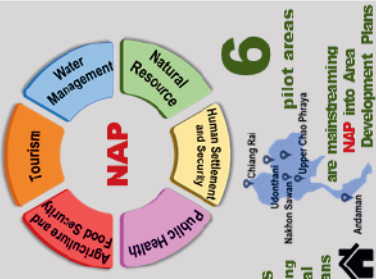 Water
Management
Natural
Resource
Tourism
NAP
Human Settlement
and Security
Agriculture and
Food Security
Public Health
6
pilot areas
are mainstreaming
NAP into Area
Development Plans
Chiang Rai
Udonthani
Nakhon Sawan
Upper Chao Phraya
Andaman